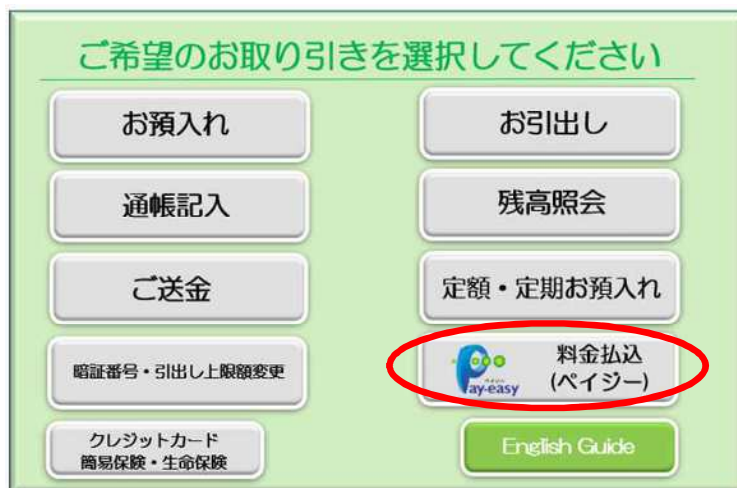 ご希望のお取り引きを選択してください
お預入れ
お引出し
通帳記入
残高照会
ご送金
定額・定期お預入れ
暗証番号・引出し上限額変更
Pay-easy
ペイジー
料金払込
(ペイジー)
クレジットカード
簡易保険・生命保険
English Guide